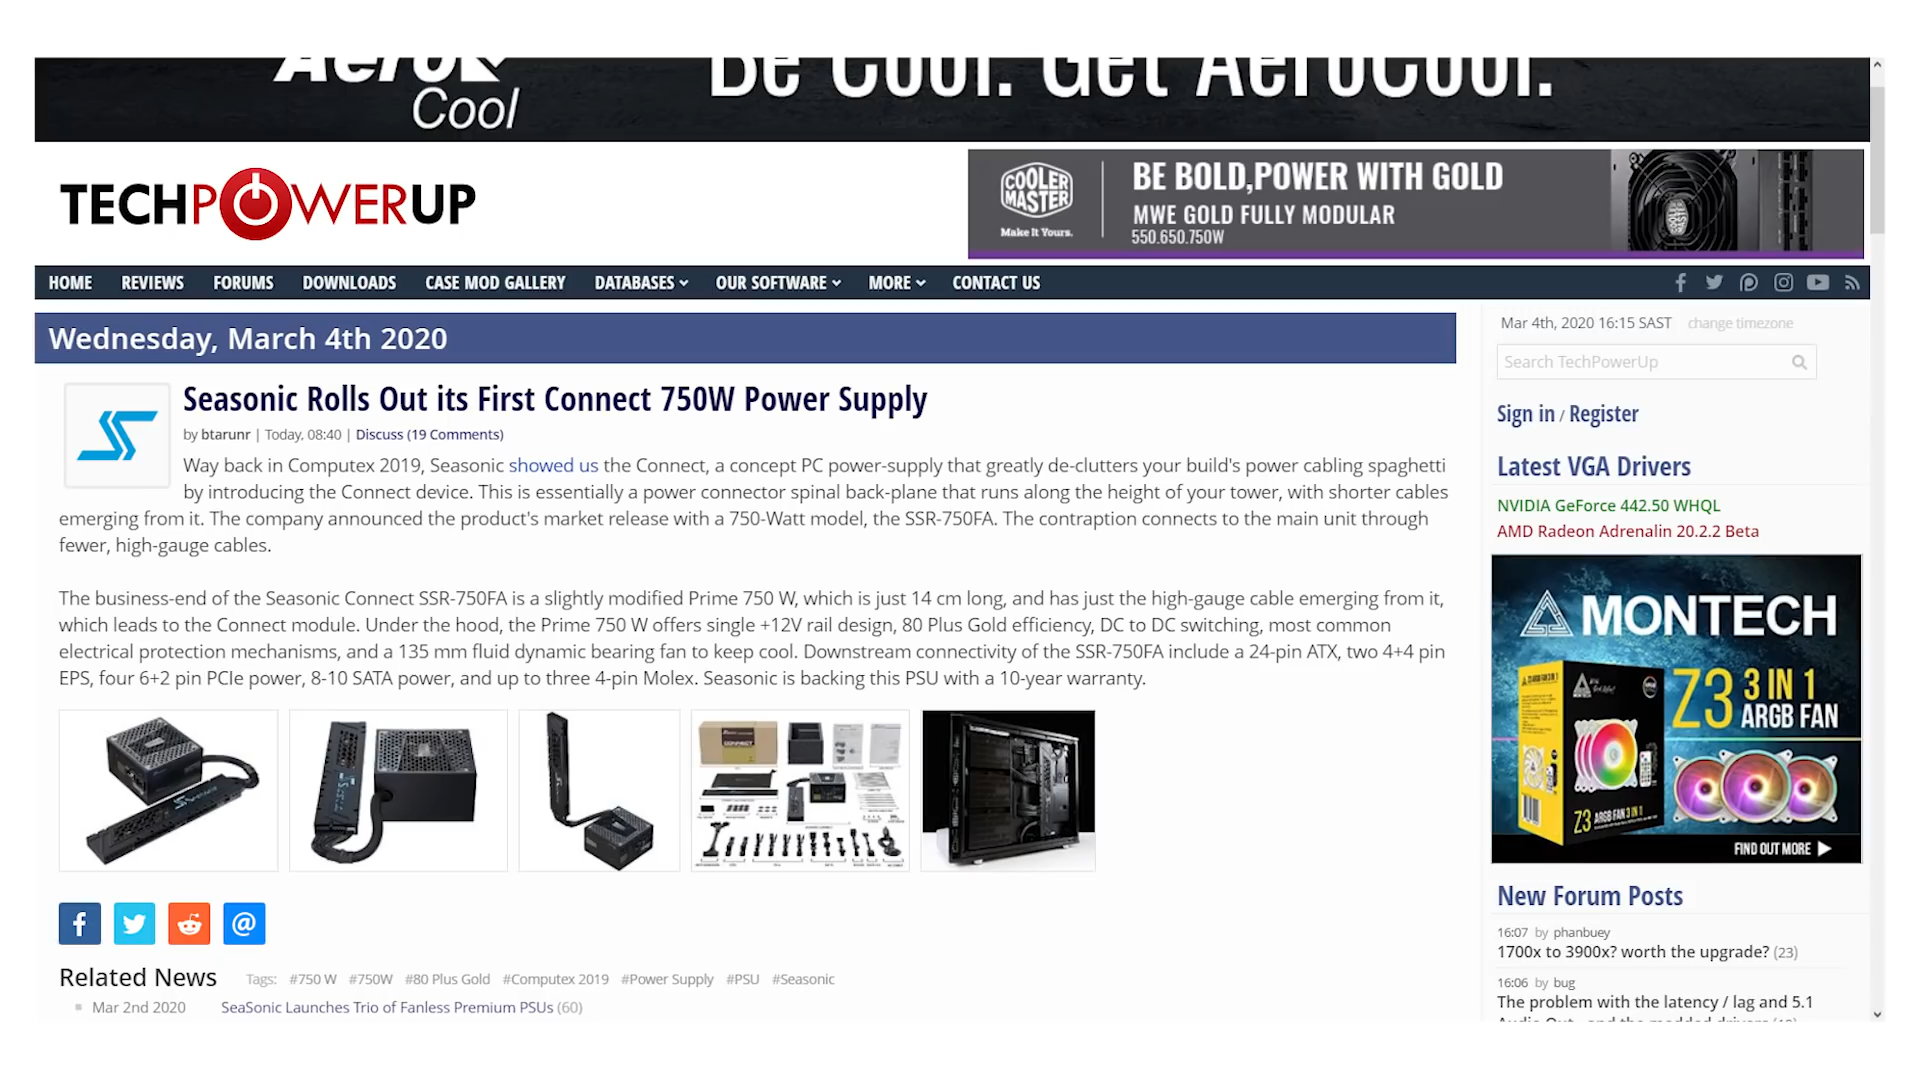 Aero
Cool
Be Cool. Get AeroCool.
TECHPOWERUP
COOLER
MASTER
Make It Yours.
BE BOLD,POWER WITH GOLD
MWE GOLD FULLY MODULAR
550.650.750W
HOME REVIEWS FORUMS DOWNLOADS CASE MOD GALLERY DATABASES OUR SOFTWARE MORE CONTACT US
Wednesday, March 4th 2020
Seasonic Rolls Out its First Connect 750W Power Supply
by btarunr | Today, 08:40 | Discuss (19 Comments)
Way back in Computex 2019, Seasonic showed us the Connect, a concept PC power-supply that greatly de-clutters your build's power cabling spaghetti
by introducing the Connect device. This is essentially a power connector spinal back-plane that runs along the height of your tower, with shorter cables
emerging from it. The company announced the product's market release with a 750-Watt model, the SSR-750FA. The contraption connects to the main unit through
fewer, high-gauge cables.
The business-end of the Seasonic Connect SSR-750FA is a slightly modified Prime 750 W, which is just 14 cm long, and has just the high-gauge cable emerging from it,
which leads to the Connect module. Under the hood, the Prime 750 W offers single +12V rail design, 80 Plus Gold efficiency, DC to DC switching, most common
electrical protection mechanisms, and a 135 mm fluid dynamic bearing fan to keep cool. Downstream connectivity of the SSR-750FA include a 24-pin ATX, two 4+4 pin
EPS, four 6+2 pin PCIe power, 8-10 SATA power, and up to three 4-pin Molex. Seasonic is backing this PSU with a 10-year warranty.
Related News
Tags: #750 W #750W #80 Plus Gold #Computex 2019 #Power Supply #PSU #Seasonic
Mar 2nd 2020 SeaSonic Launches Trio of Fanless Premium PSUs (60)
Mar 4th, 2020 16:15 SAST change timezone
Search TechPowerUp
Sign in / Register
Latest VGA Drivers
NVIDIA GeForce 442.50 WHQL
AMD Radeon Adrenalin 20.2.2 Beta
MONTECH
Z3 3 IN 1
ARGB FAN
Z3 ARGB FAN 3 IN 1
FIND OUT MORE
New Forum Posts
16:07 by phanbuey
1700x to 3900x? worth the upgrade? (23)
16:06 by bug
The problem with the latency / lag and 5.1